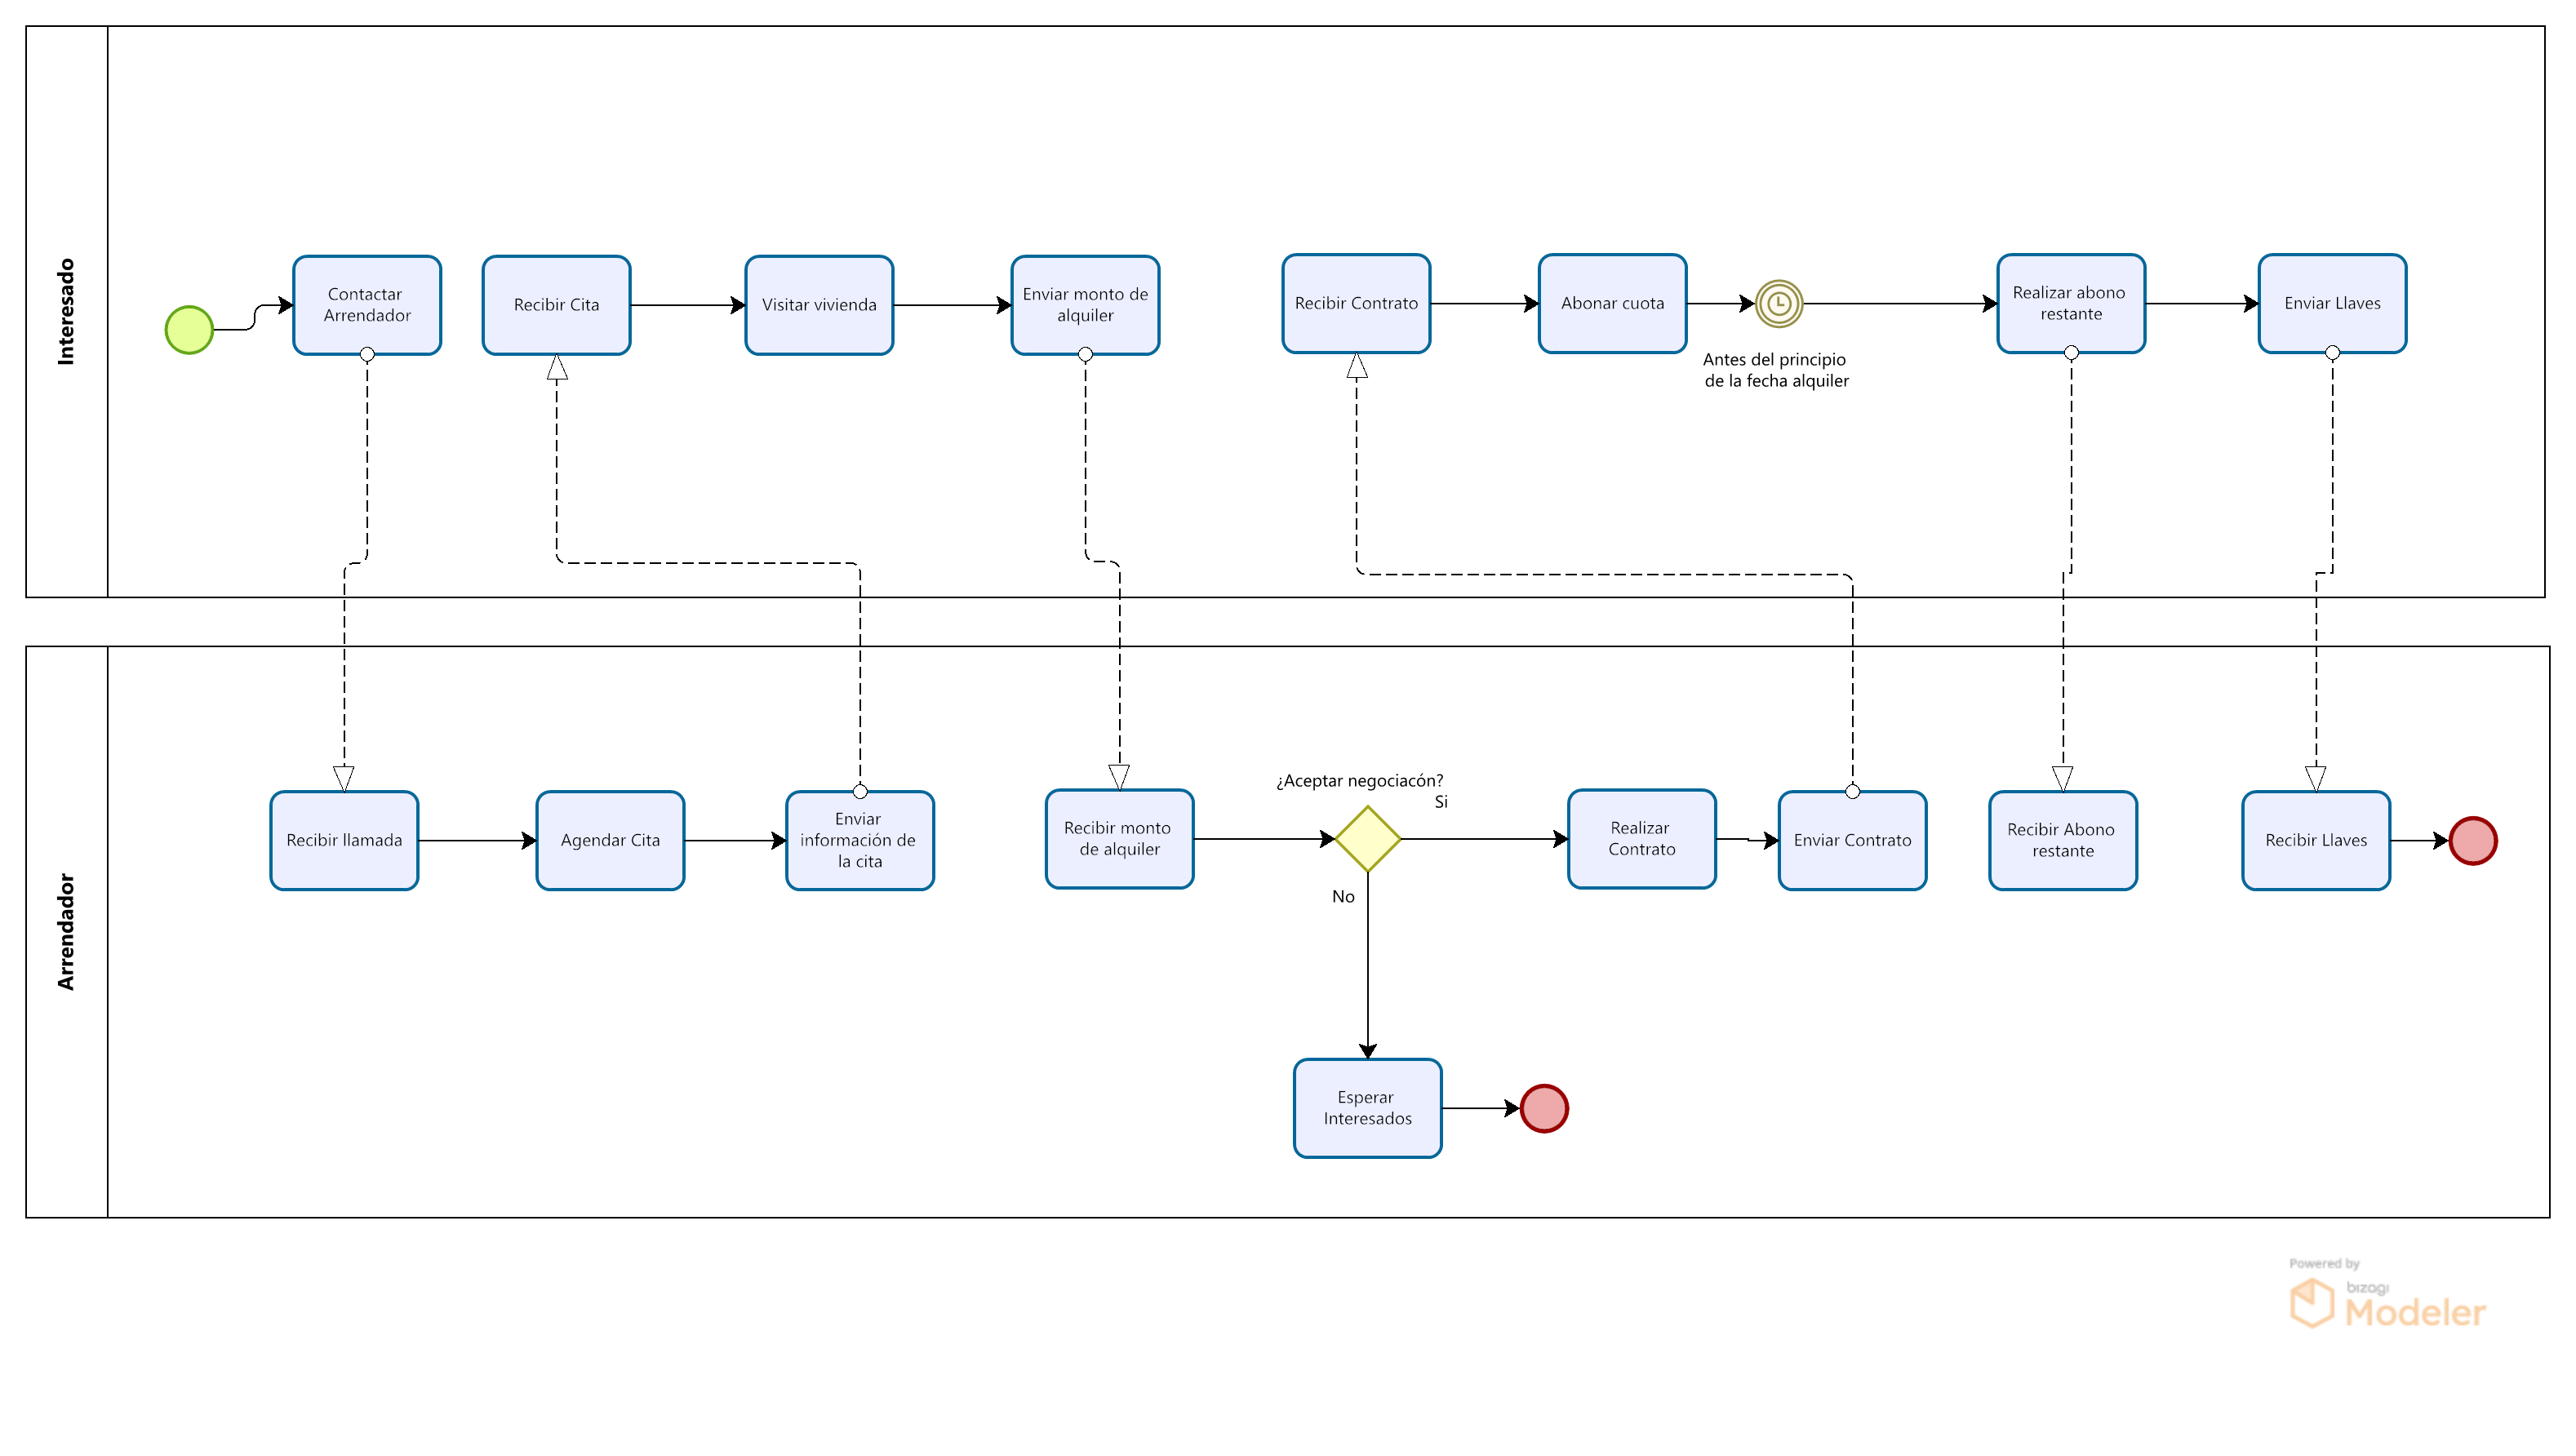 Interesado
Contactar
Arrendador
Recibir Cita
Visitar vivienda
Enviar monto de
alquiler
Recibir Contrato
Abonar cuota
Antes del principio
de la fecha alquiler
Realizar abono
restante
Enviar Llaves
Arrendador
Recibir llamada
Agendar Cita
Enviar
información de
la cita
Recibir monto
de alquiler
¿Aceptar negociacón?
Si
No
Realizar
Contrato
Enviar Contrato
Recibir Abono
restante
Recibir Llaves
Esperar
Interesados
Powered by
bizagi
Modeler